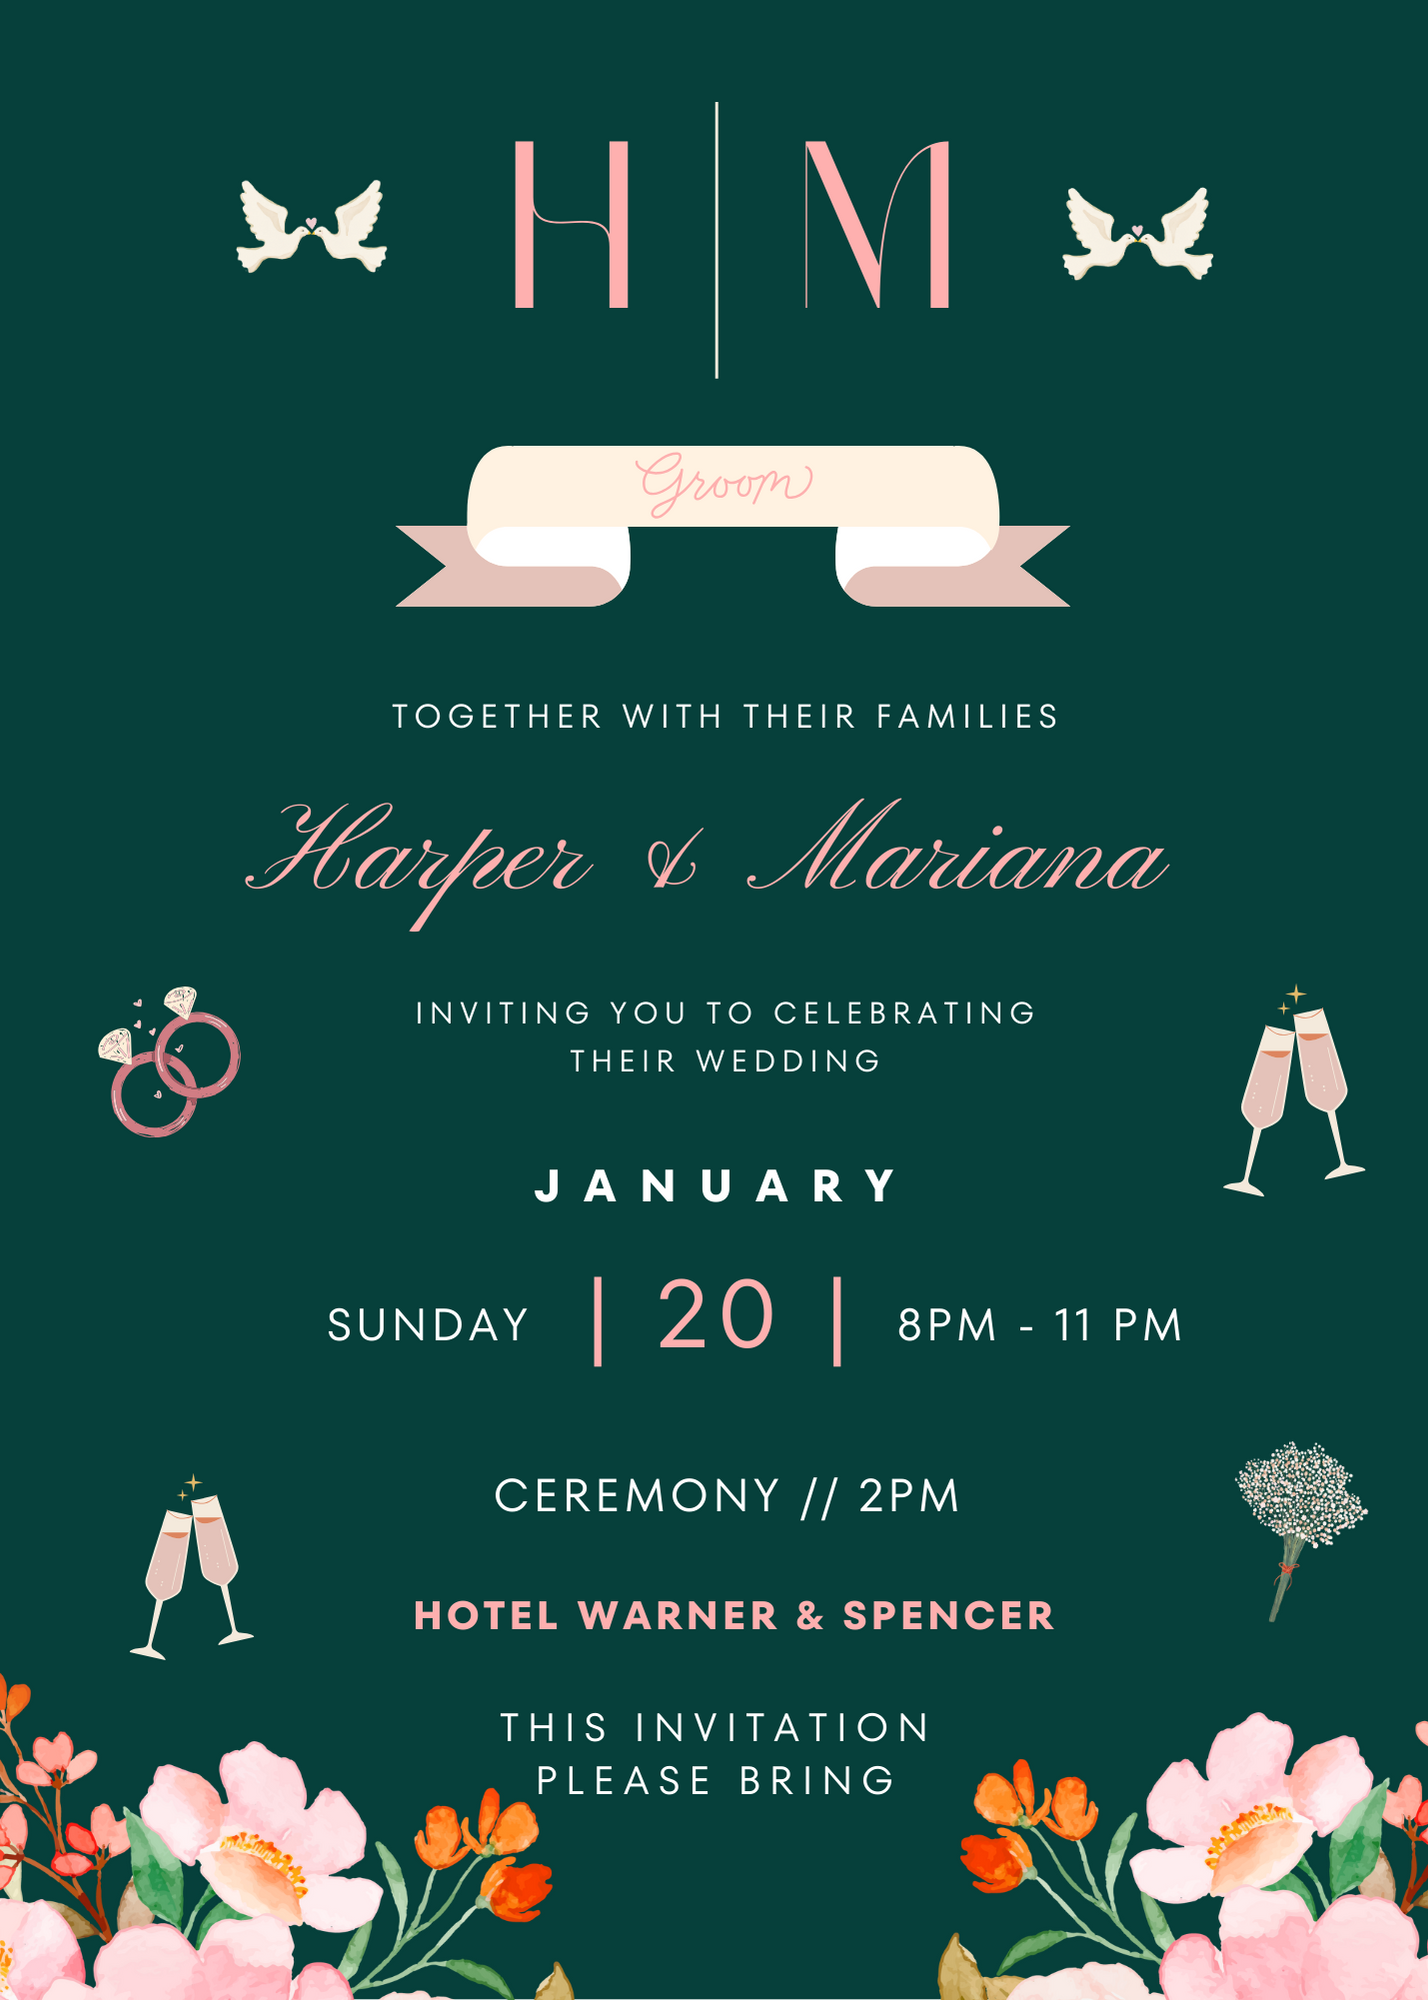 H | M
Groom
TOGETHER WITH THEIR FAMILIES
Harper & Mariana
INVITING YOU TO CELEBRATING
THEIR WEDDING
JANUARY
SUNDAY | 20 | 8PM - 11 PM
CEREMONY // 2PM
HOTEL WARNER & SPENCER
THIS INVITATION
PLEASE BRING